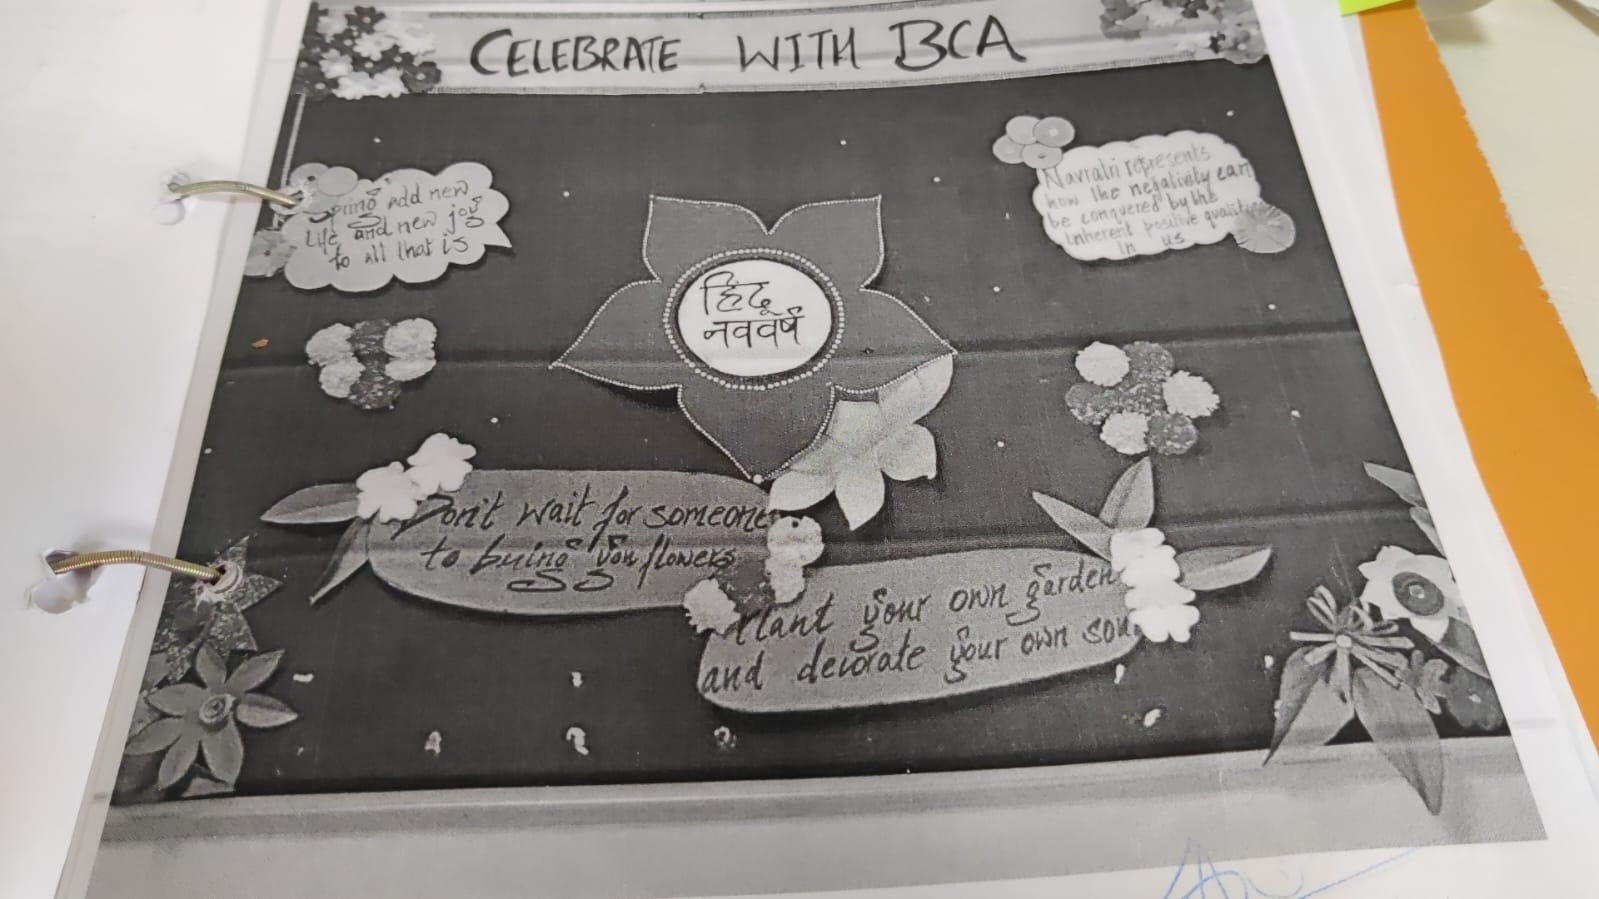 CELEBRATE WITH BCA
Spring add new
life and new joy
to all that is
Navratri represents
how the negativity can
be conquered by the
inherent positive quality
in us
हिंदू
नववर्ष
Don't wait for someone
to bring you flowers
Plant your own garden
and decorate your own soul